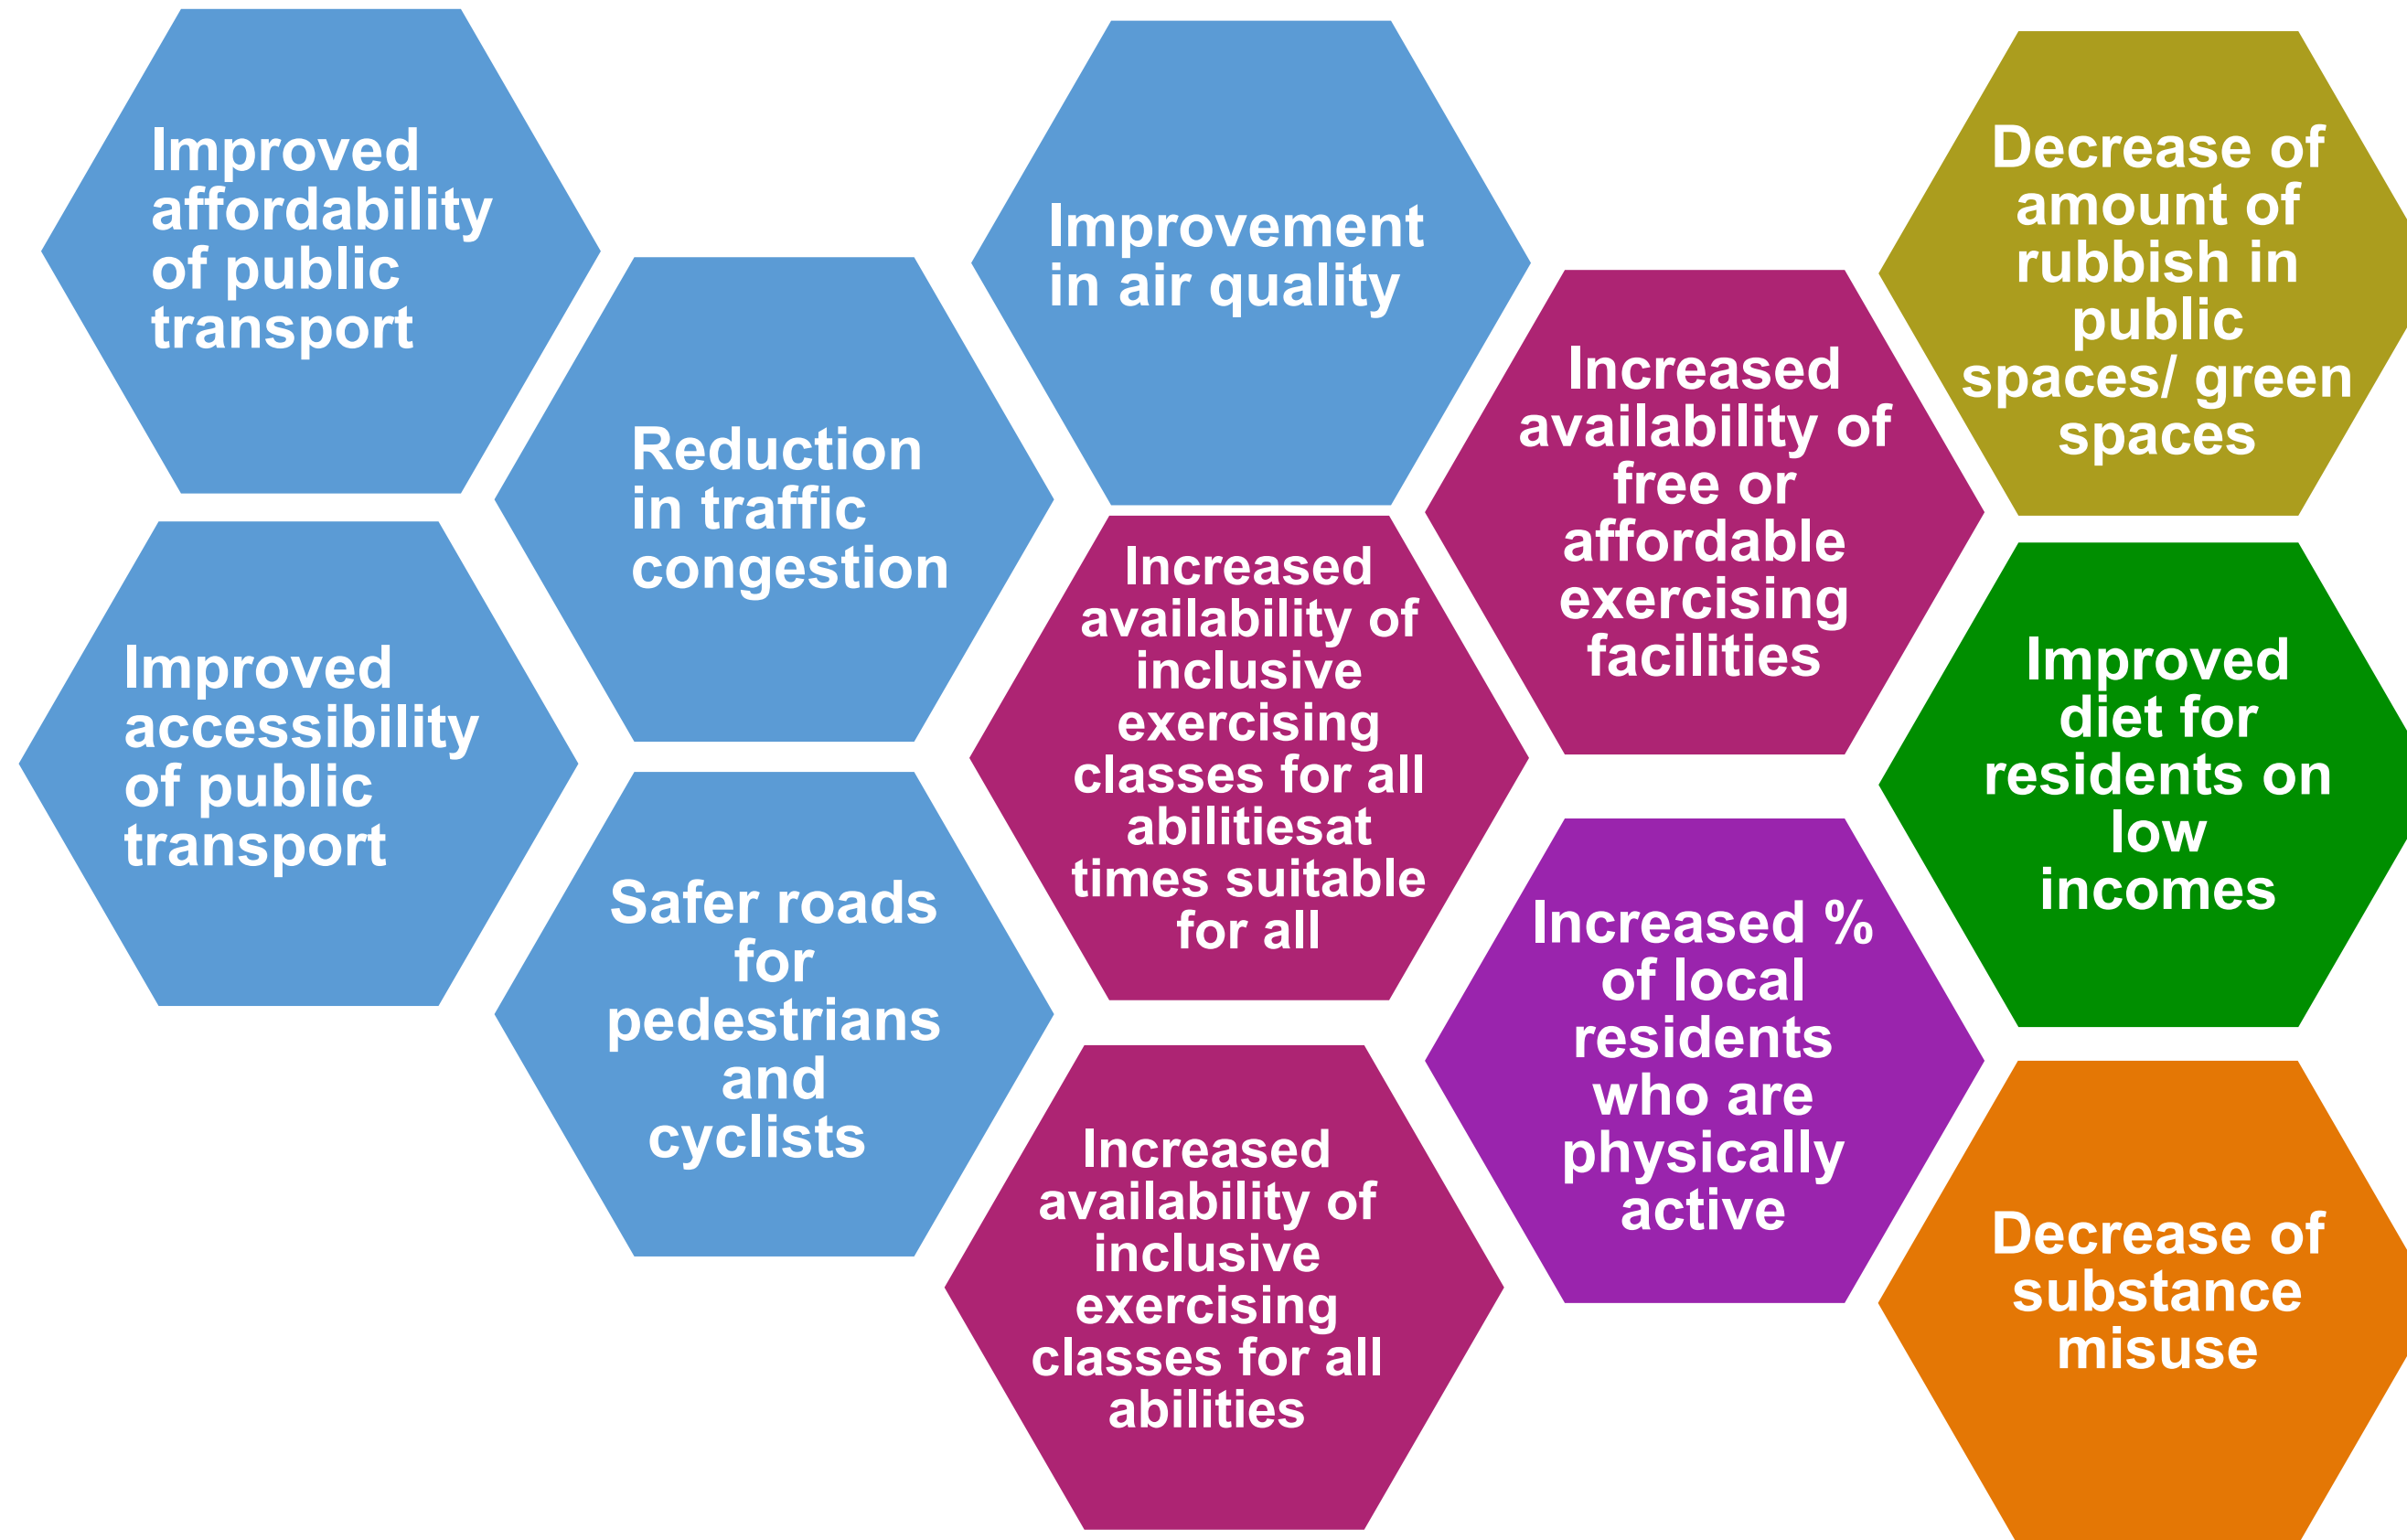 Improved
affordability
of public
transport
Improved
accessibility
of public
transport
Reduction
in traffic
congestion
Safer roads
for
pedestrians
and
cyclists
Improvement
in air quality
Increased
availability of
inclusive
exercising
classes for all
abilitiesat
times suitable
for all
Increased
availability of
inclusive
exercising
classes for all
abilities
Increased
availability of
free or
affordable
exercising
facilities
Increased %
of local
residents
who are
physically
active
Decrease of
amount of
rubbish in
public
spaces/ green
spaces
Improved
diet for
residents on
low
incomes
Decrease of
substance
misuse